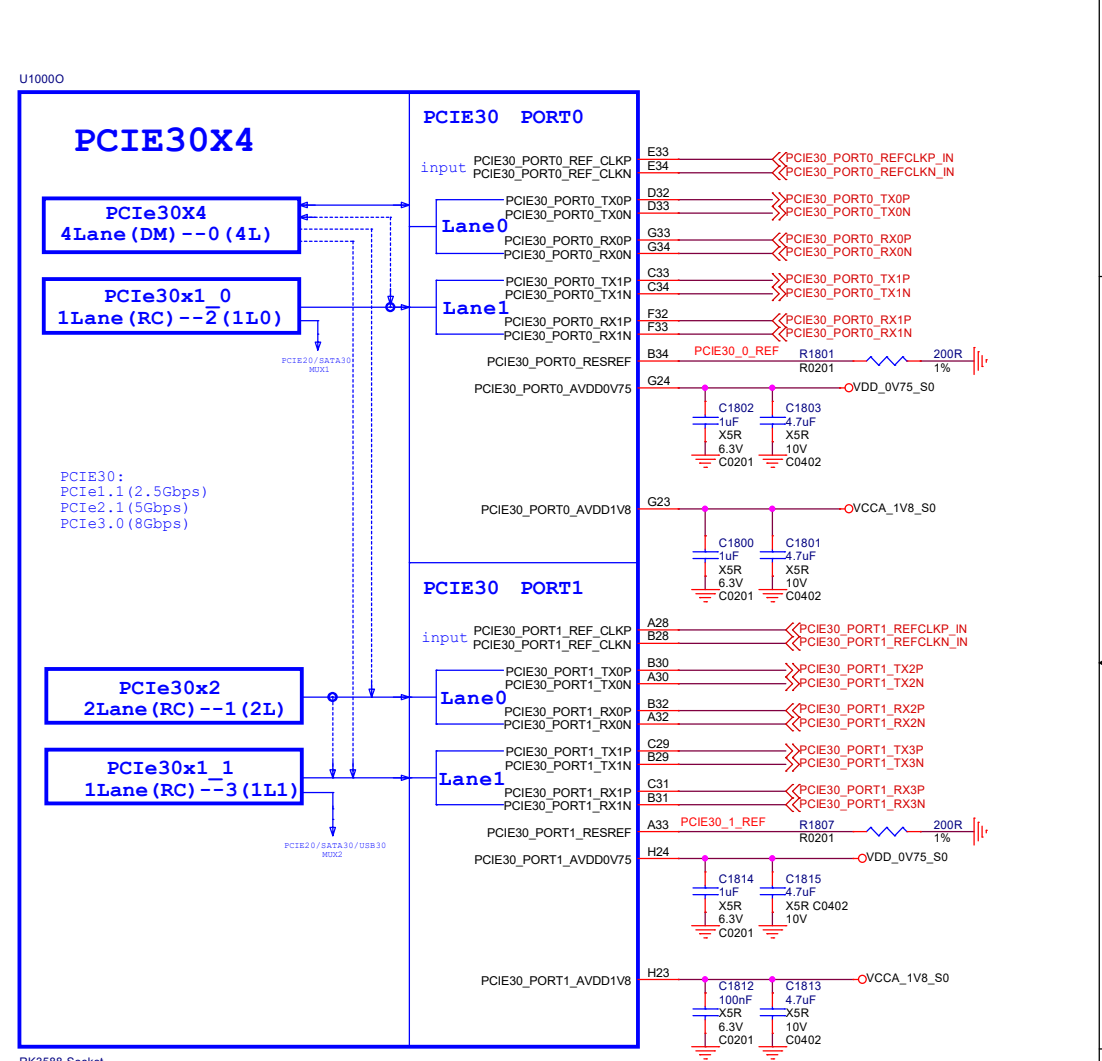 U1000O
PCIE30X4
PCIe30X4
4Lane(DM)--0(4L)
PCIe30x1_0
1Lane(RC)--2(1L0)
PCIE20/SATA30
MUX1
PCIE30:
PCIe1.1(2.5Gbps)
PCIe2.1(5Gbps)
PCIe3.0(8Gbps)
PCIe30x2
2Lane(RC)--1(2L)
PCIe30x1_1
1Lane(RC)--3(1L1)
PCIE20/SATA30/USB30
MUX2
PCIE30 PORT0
input PCIE30_PORT0_REF_CLKP E33 PCIE30_PORT0_REFCLKP_IN
PCIE30_PORT0_REF_CLKN E34 PCIE30_PORT0_REFCLKN_IN
Lane0
PCIE30_PORT0_TX0P D32 PCIE30_PORT0_TX0P
PCIE30_PORT0_TX0N D33 PCIE30_PORT0_TX0N
PCIE30_PORT0_RX0P G33 PCIE30_PORT0_RX0P
PCIE30_PORT0_RX0N G34 PCIE30_PORT0_RX0N
Lane1
PCIE30_PORT0_TX1P C33 PCIE30_PORT0_TX1P
PCIE30_PORT0_TX1N C34 PCIE30_PORT0_TX1N
PCIE30_PORT0_RX1P F32 PCIE30_PORT0_RX1P
PCIE30_PORT0_RX1N F33 PCIE30_PORT0_RX1N
PCIE30_PORT0_RESREF B34 PCIE30_0_REF R1801 200R
R0201 1%
PCIE30_PORT0_AVDD0V75 G24 VDD_0V75_S0
C1802 C1803
1uF 4.7uF
X5R X5R
6.3V 10V
C0201 C0402
PCIE30_PORT0_AVDD1V8 G23 VCCA_1V8_S0
C1800 C1801
1uF 4.7uF
X5R X5R
6.3V 10V
C0201 C0402
PCIE30 PORT1
input PCIE30_PORT1_REF_CLKP A28 PCIE30_PORT1_REFCLKP_IN
PCIE30_PORT1_REF_CLKN B28 PCIE30_PORT1_REFCLKN_IN
Lane0
PCIE30_PORT1_TX0P B30 PCIE30_PORT1_TX2P
PCIE30_PORT1_TX0N A30 PCIE30_PORT1_TX2N
PCIE30_PORT1_RX0P B32 PCIE30_PORT1_RX2P
PCIE30_PORT1_RX0N A32 PCIE30_PORT1_RX2N
Lane1
PCIE30_PORT1_TX1P C29 PCIE30_PORT1_TX3P
PCIE30_PORT1_TX1N B29 PCIE30_PORT1_TX3N
PCIE30_PORT1_RX1P C31 PCIE30_PORT1_RX3P
PCIE30_PORT1_RX1N B31 PCIE30_PORT1_RX3N
PCIE30_PORT1_RESREF A33 PCIE30_1_REF R1807 200R
R0201 1%
PCIE30_PORT1_AVDD0V75 H24 VDD_0V75_S0
C1814 C1815
1uF 4.7uF
X5R X5R C0402
6.3V 10V
C0201
PCIE30_PORT1_AVDD1V8 H23 VCCA_1V8_S0
C1812 C1813
100nF 4.7uF
X5R X5R
6.3V 10V
C0201 C0402
RK3588 Socket